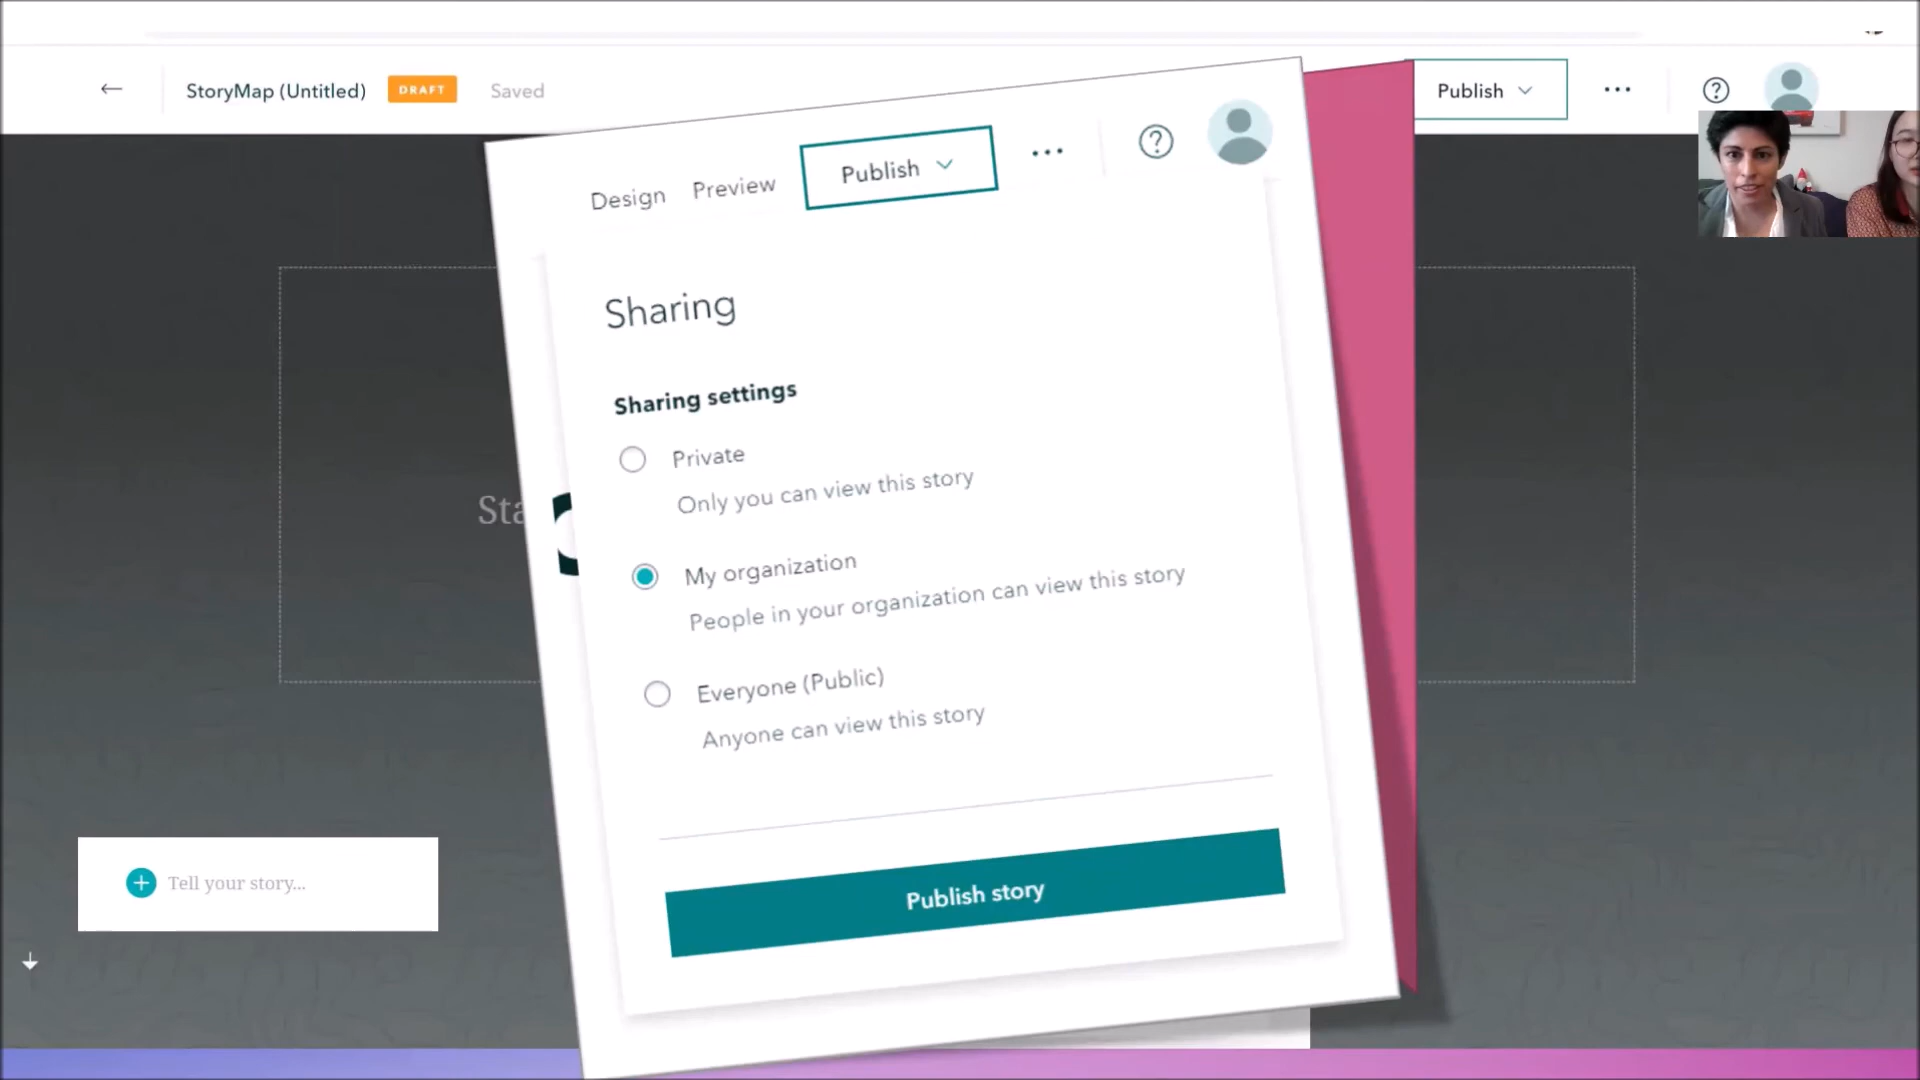 StoryMap (Untitled)
DRAFT
Saved
Publish
Design
Preview
Publish
Sharing
Sharing settings
Private
Only you can view this story
My organization
People in your organization can view this story
Everyone (Public)
Anyone can view this story
Publish story
Tell your story...